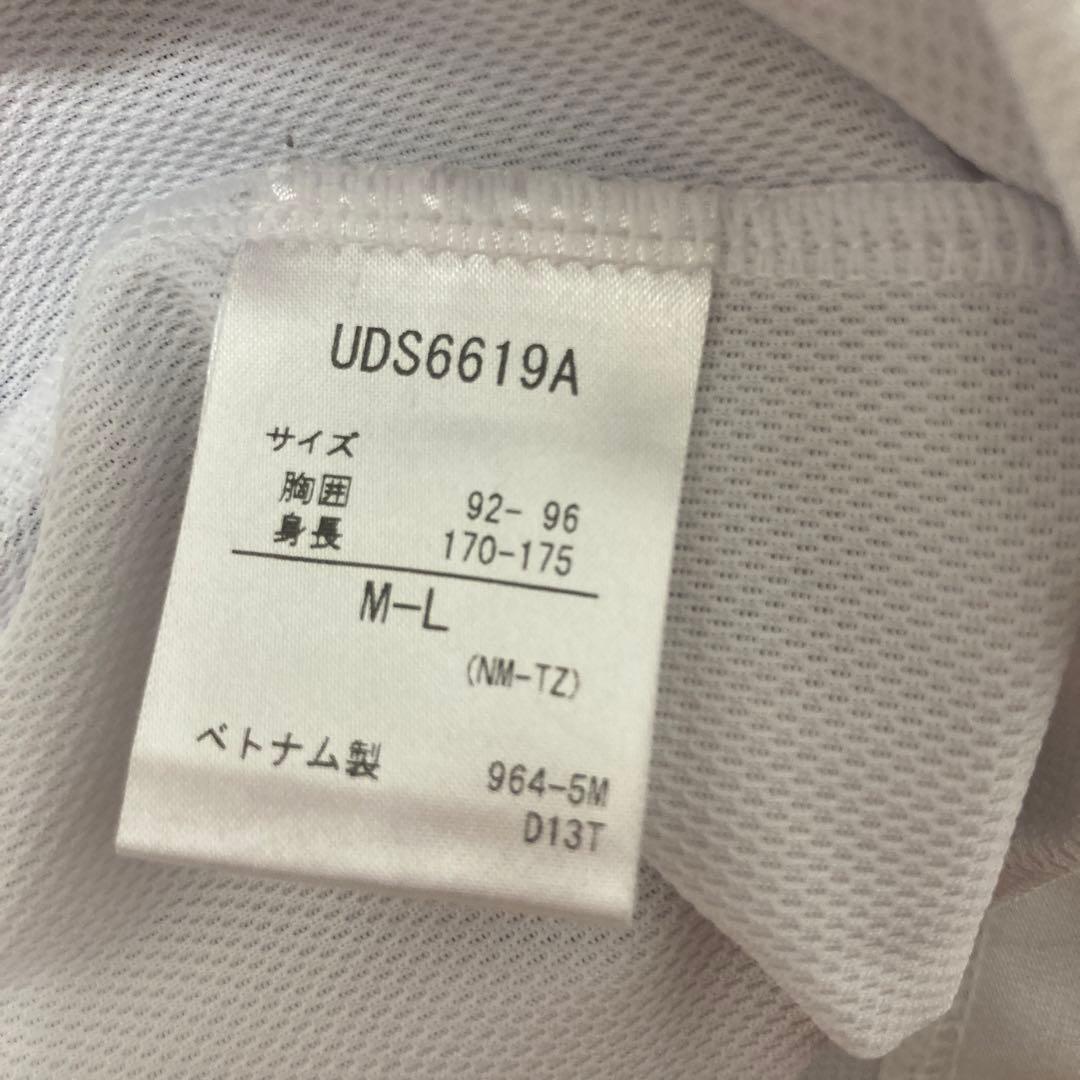 UDS6619A
サイズ
胸囲 92- 96
身長 170-175
M-L
(NM-TZ)
ベトナム製 964-5M
D13T